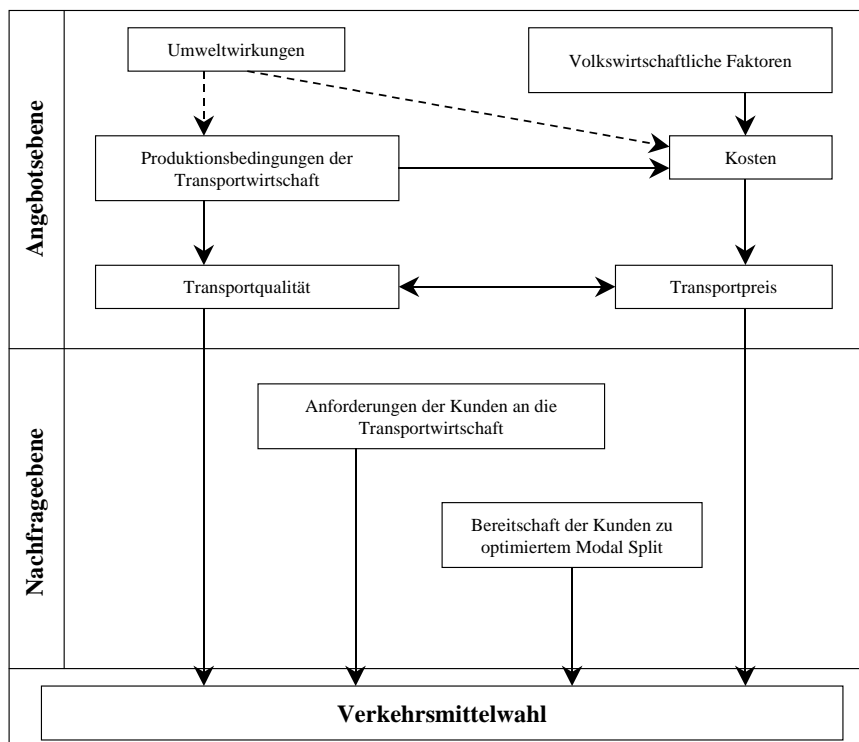 Angebotsebene
Umweltwirkungen
Volkswirtschaftliche Faktoren
Produktionsbedingungen der
Transportwirtschaft
Kosten
Transportqualität
Transportpreis
Nachfrageebene
Anforderungen der Kunden an die
Transportwirtschaft
Bereitschaft der Kunden zu
optimiertem Modal Split
Verkehrsmittelwahl